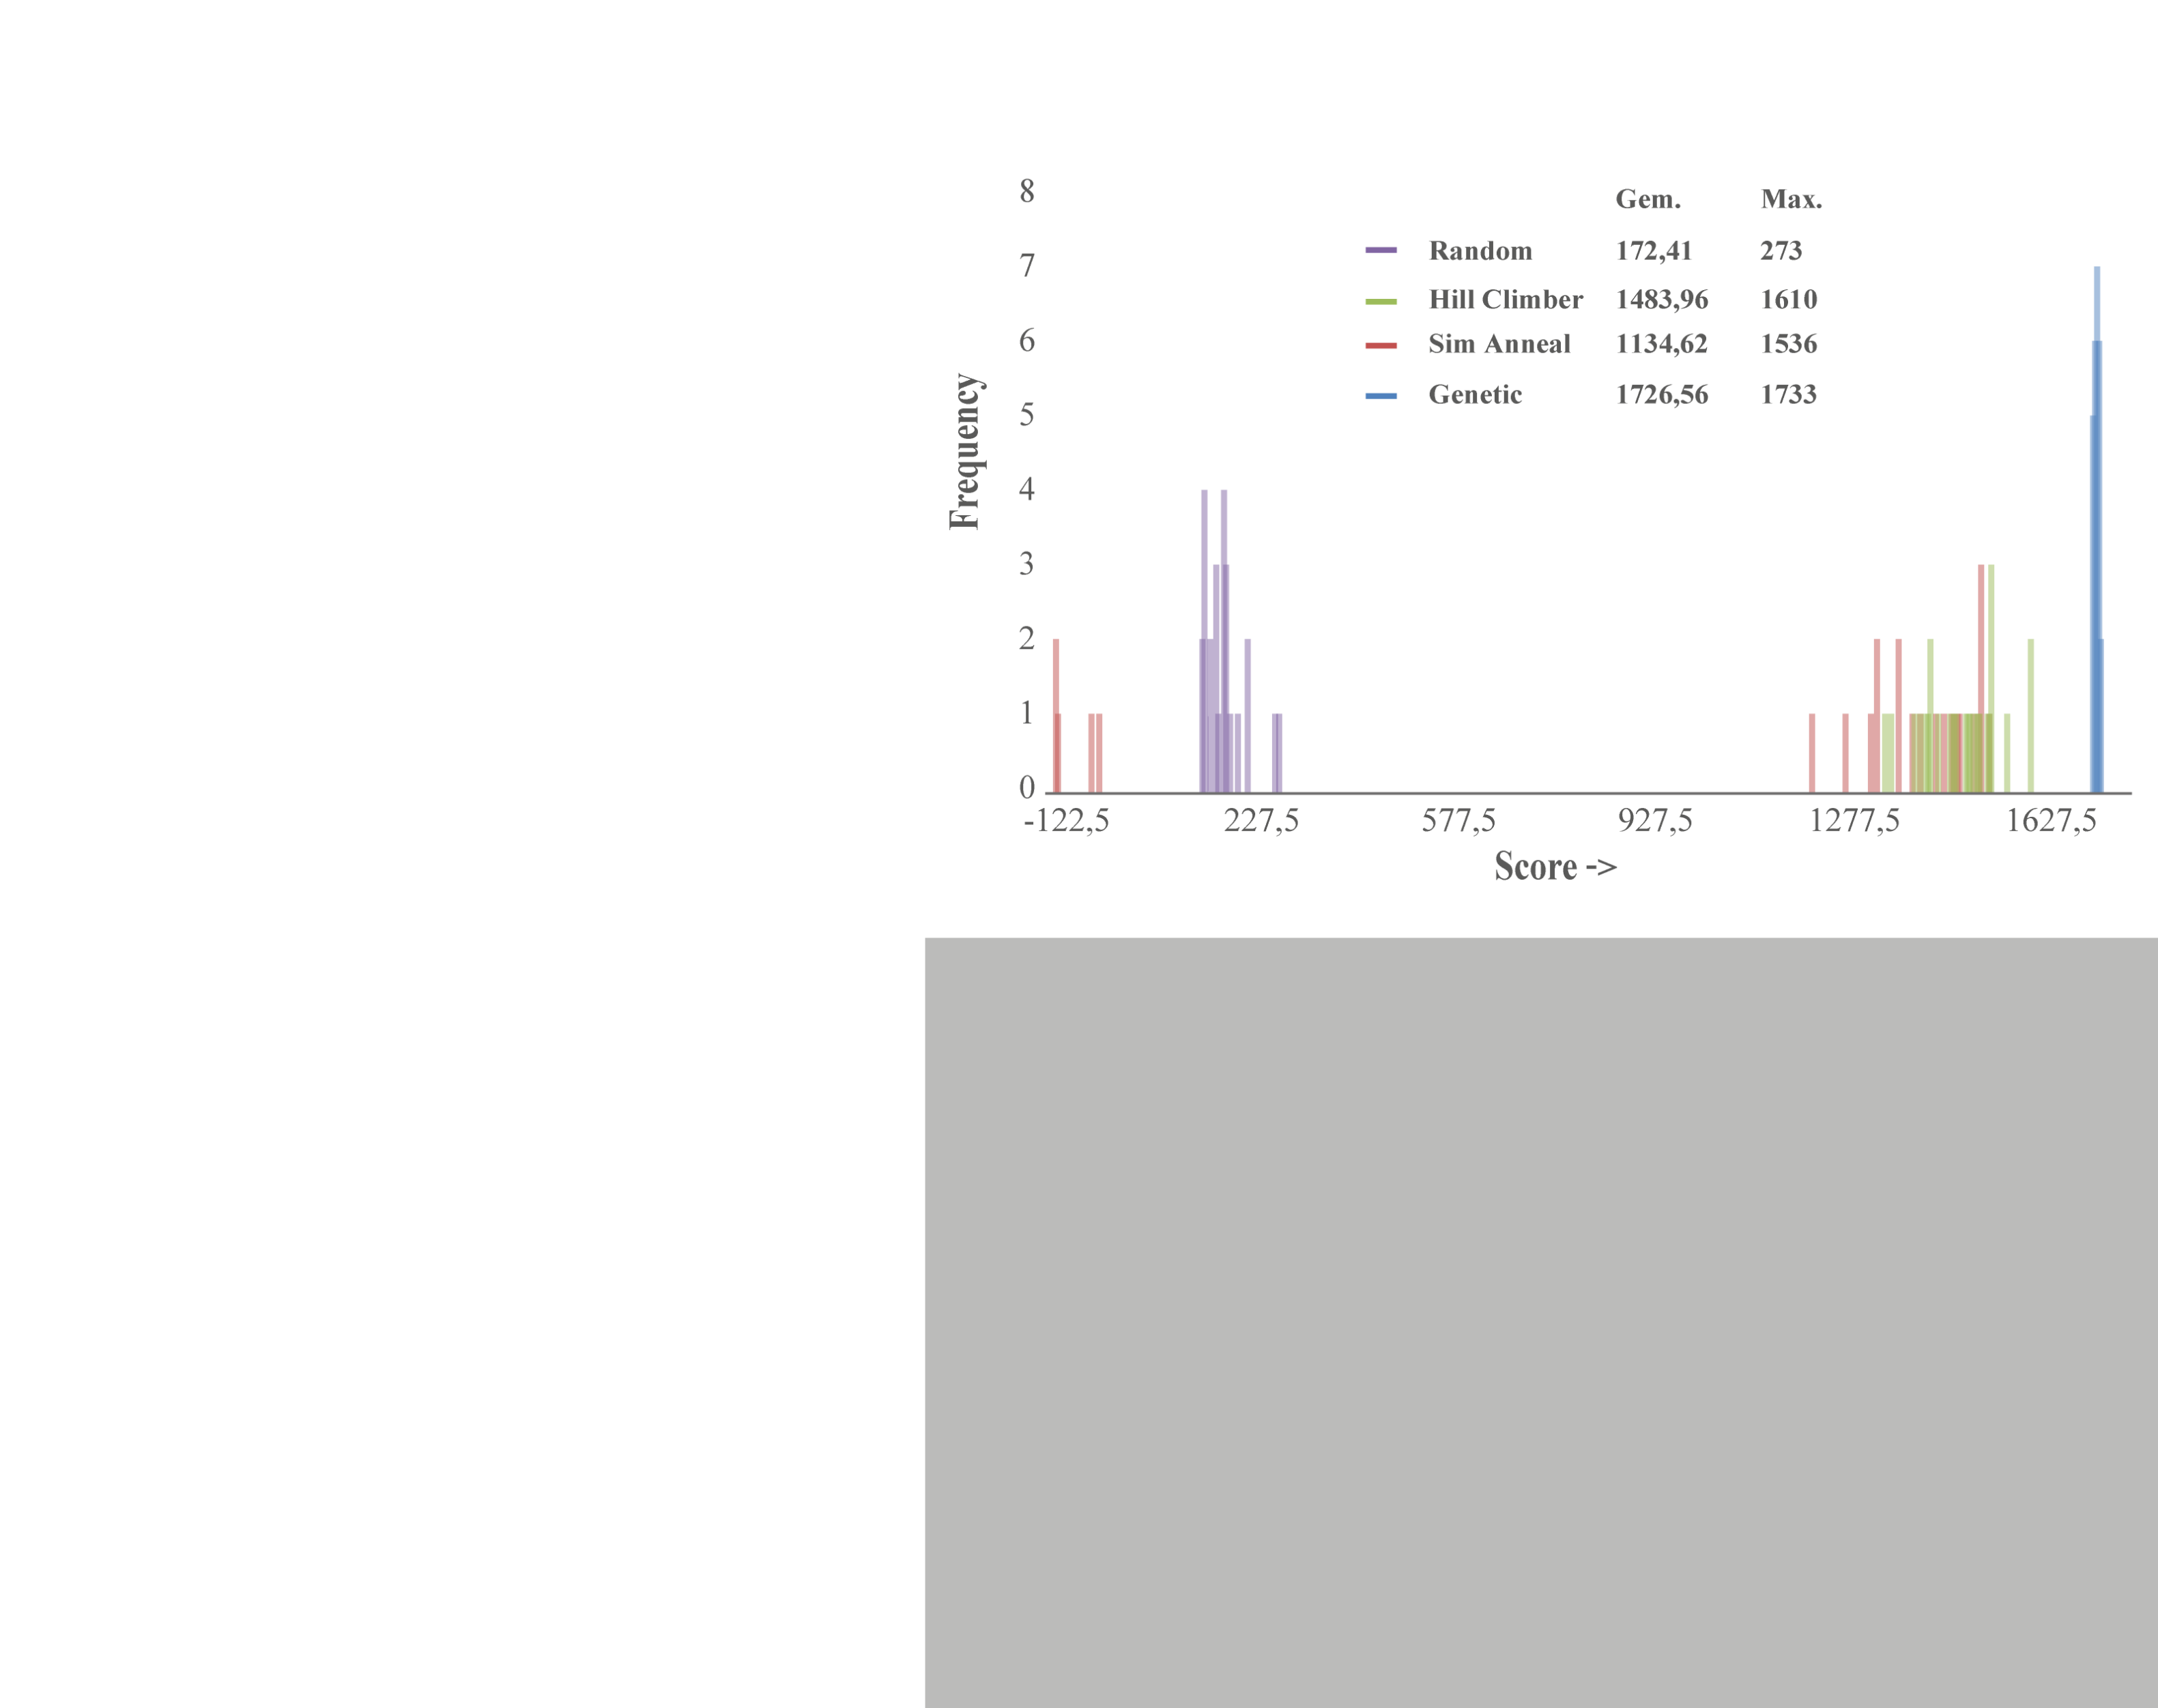 Gem. Max.
Random 172,41 273
Hill Climber 1483,96 1610
Sim Anneal 1134,62 1536
Genetic 1726,56 1733
8
7
6
5
4
3
2
1
0
Frequency
-122,5 227,5 577,5 927,5 1277,5 1627,5
Score ->